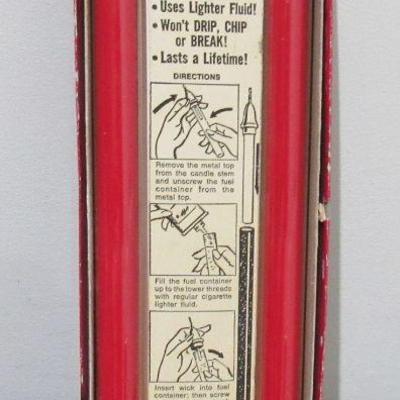 • Uses Lighter Fluid!
• Won't DRIP, CHIP
or BREAK!
• Lasts a Lifetime!
DIRECTIONS
Remove the metal top
from the candle stem
and unscrew the fuel
container from the
metal top.
Fill the fuel container
up to the lower threads
with regular cigarette
lighter fluid.
Insert wick into fuel
container; then screw